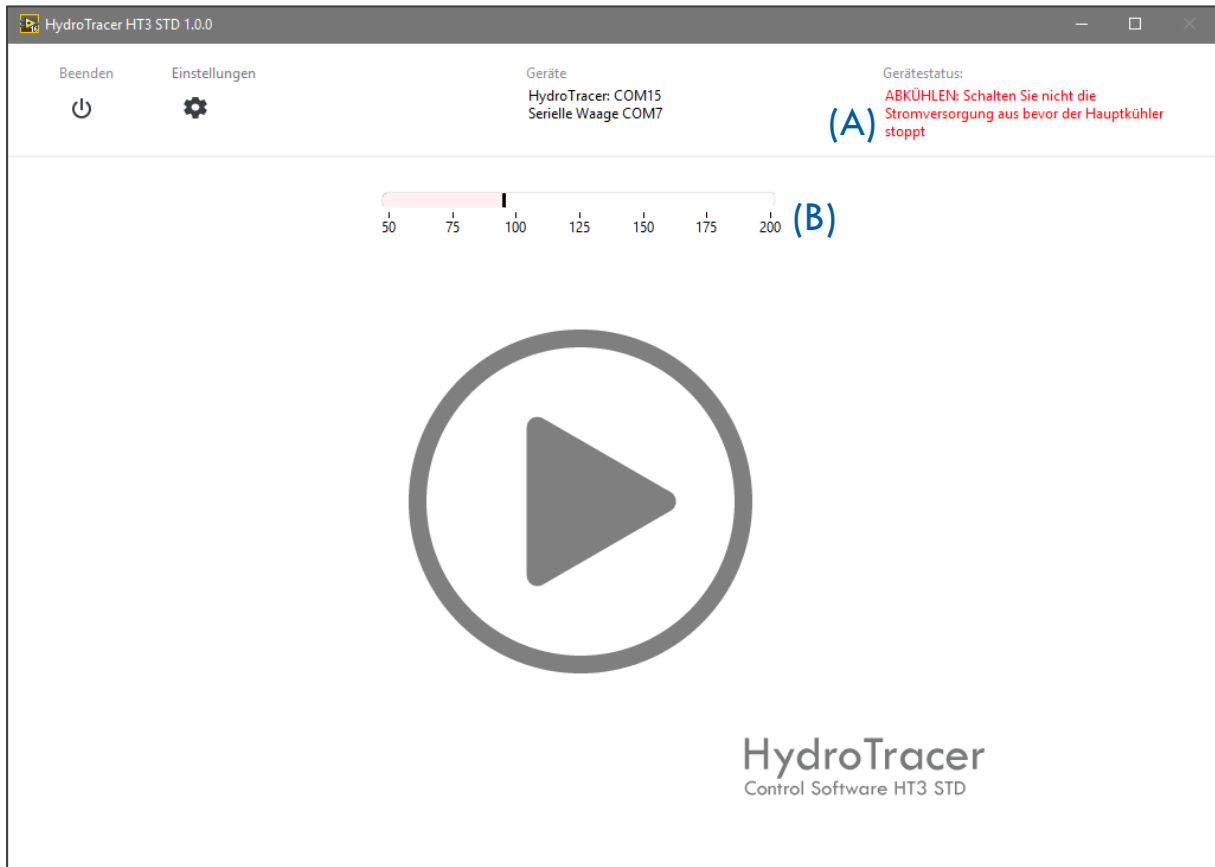 HydroTracer HT3 STD 1.0.0
Beenden
Einstellungen
Geräte
HydroTracer: COM15
Serielle Waage COM7
Gerätestatus:
(A)
ABKÜHLEN: Schalten Sie nicht die
Stromversorgung aus bevor der Hauptkühler
stoppt
50 75 100 125 150 175 200
(B)
HydroTracer
Control Software HT3 STD